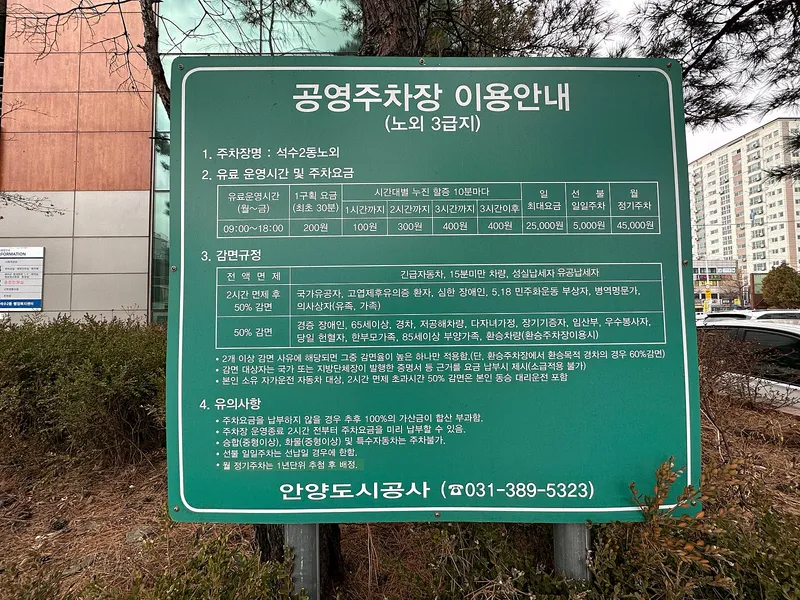 공영주차장 이용안내
(노외 3급지)
1. 주차장명 : 석수2동노외
2. 유료 운영시간 및 주차요금
유료운영시간 (월~금) 1구획 요금 (최초 30분) 시간대별 누진 할증 10분마다 일 최대요금 선 불 일일주차 월 정기주차
1시간까지 2시간까지 3시간까지 3시간이후
09:00~18:00 200원 100원 300원 400원 400원 25,000원 5,000원 45,000원
3. 감면규정
전 액 면 제 긴급자동차, 15분미만 차량, 성실납세자 유공납세자
2시간 면제 후 50% 감면 국가유공자, 고엽제후유의증 환자, 심한 장애인, 5.18 민주화운동 부상자, 병역명문가,
의사상자(유족, 가족)
50% 감면 경증 장애인, 65세이상, 경차, 저공해차량, 다자녀가정, 장기기증자, 임산부, 우수봉사자,
당일 헌혈자, 한부모가족, 85세이상 부양가족, 환승차량(환승주차장이용시)
• 2개 이상 감면 사유에 해당되면 그중 감면율이 높은 하나만 적용함.(단, 환승주차장에서 환승목적 경차의 경우 60%감면)
• 감면 대상자는 국가 또는 지방단체장이 발행한 증명서 등 근거를 요금 납부시 제시(소급적용 불가)
• 본인 소유 자가운전 자동차 대상, 2시간 면제 초과시간 50% 감면은 본인 동승 대리운전 포함
4. 유의사항
• 주차요금을 납부하지 않을 경우 추후 100%의 가산금이 합산 부과함.
• 주차장 운영종료 2시간 전부터 주차요금을 미리 납부할 수 있음.
• 승합(중형이상), 화물(중형이상) 및 특수자동차는 주차불가.
• 선불 일일주차는 선납일 경우에 한함.
• 월 정기주차는 1년단위 추첨 후 배정.
안양도시공사 (☎031-389-5323)